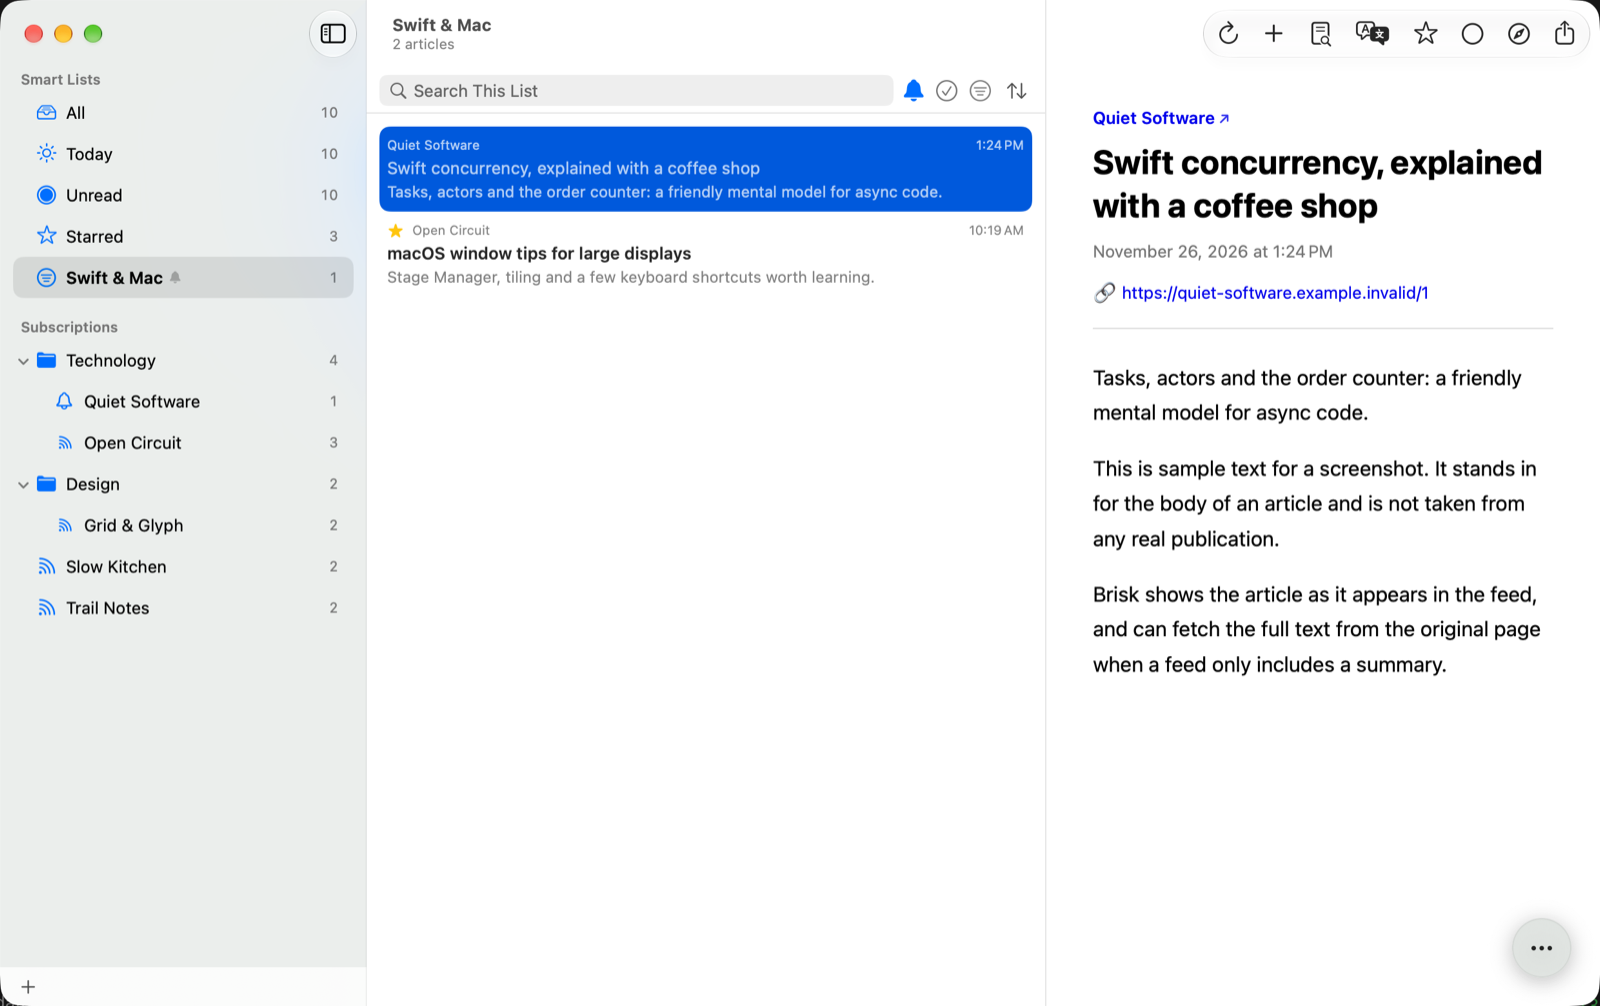 Smart Lists
All 10
Today 10
Unread 10
Starred 3
Swift & Mac 1
Subscriptions
Technology 4
Quiet Software 1
Open Circuit 3
Design 2
Grid & Glyph 2
Slow Kitchen 2
Trail Notes 2
Swift & Mac
2 articles
Search This List
Quiet Software 1:24 PM
Swift concurrency, explained with a coffee shop
Tasks, actors and the order counter: a friendly mental model for async code.
Open Circuit 10:19 AM
macOS window tips for large displays
Stage Manager, tiling and a few keyboard shortcuts worth learning.
Quiet Software ↗
Swift concurrency, explained
with a coffee shop
November 26, 2026 at 1:24 PM
https://quiet-software.example.invalid/1
Tasks, actors and the order counter: a friendly
mental model for async code.
This is sample text for a screenshot. It stands in
for the body of an article and is not taken from
any real publication.
Brisk shows the article as it appears in the feed,
and can fetch the full text from the original page
when a feed only includes a summary.